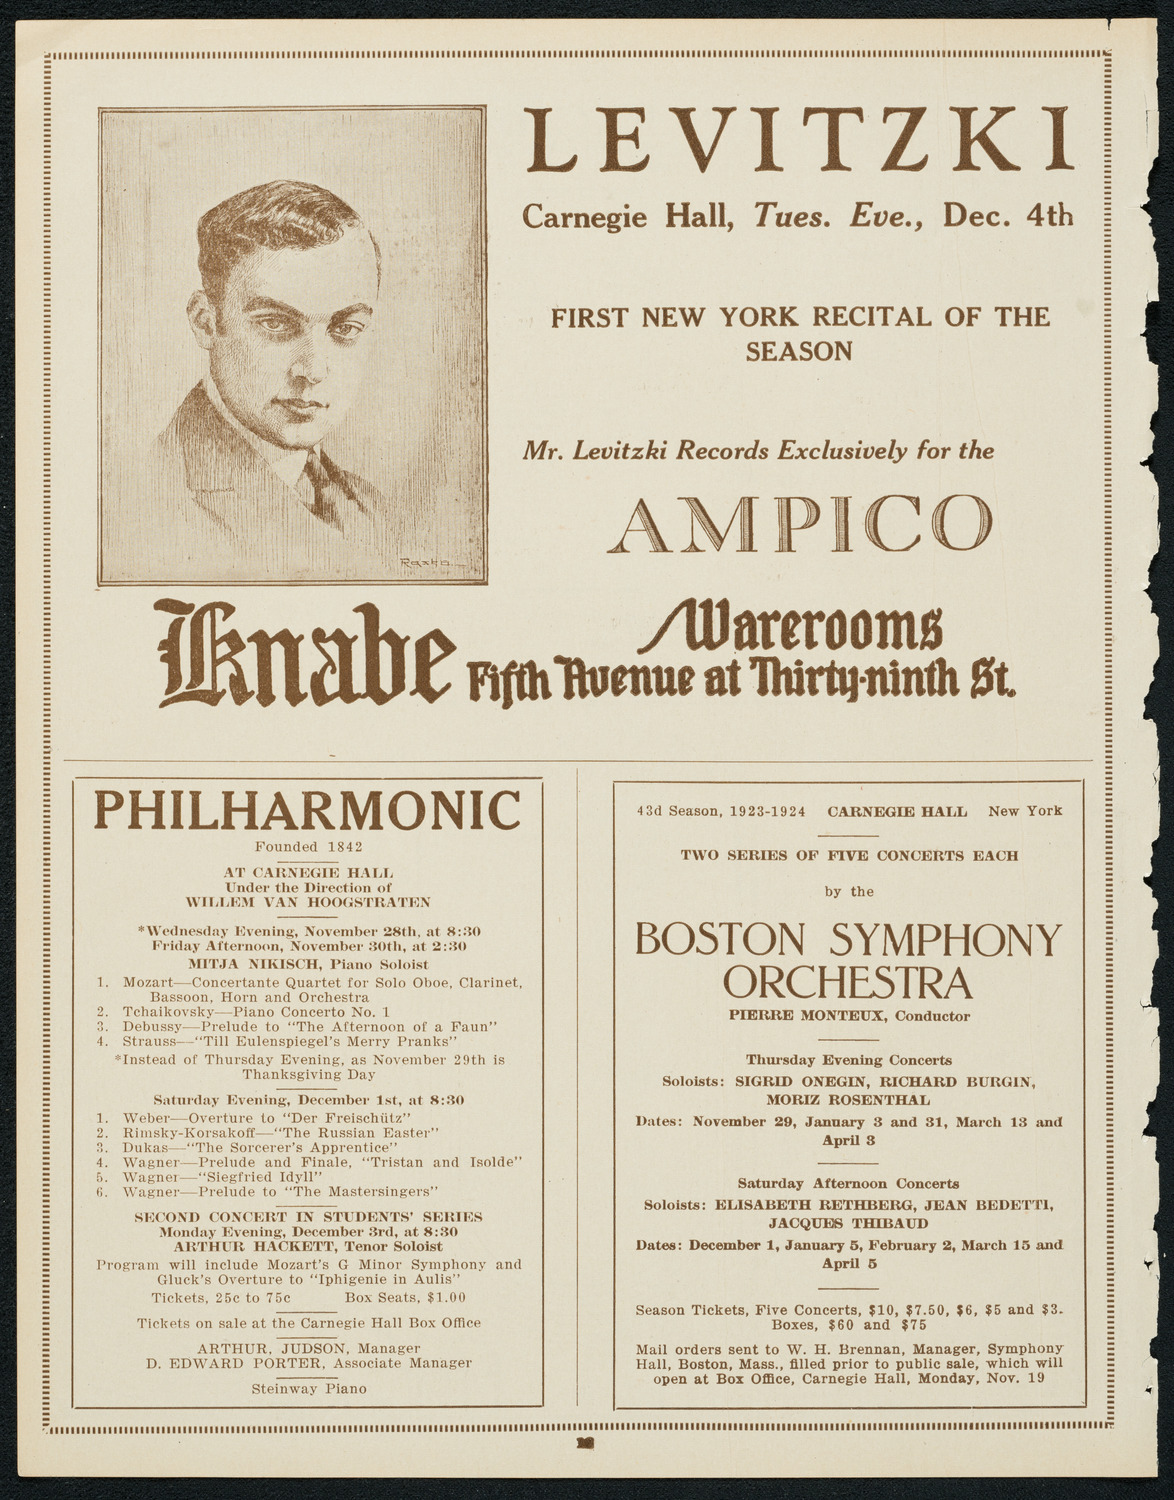 LEVITZKI
Carnegie Hall, Tues. Eve., Dec. 4th
FIRST NEW YORK RECITAL OF THE
SEASON
Mr. Levitzki Records Exclusively for the
AMPICO
Knabe
Warerooms
Fifth Avenue at Thirty-ninth St.
PHILHARMONIC
Founded 1842
AT CARNEGIE HALL
Under the Direction of
WILLEM VAN HOOGSTRATEN
*Wednesday Evening, November 28th, at 8:30
Friday Afternoon, November 30th, at 2:30
MITJA NIKISCH, Piano Soloist
1. Mozart—Concertante Quartet for Solo Oboe, Clarinet,
Bassoon, Horn and Orchestra
2. Tchaikovsky—Piano Concerto No. 1
3. Debussy—Prelude to "The Afternoon of a Faun"
4. Strauss—"Till Eulenspiegel's Merry Pranks"
*Instead of Thursday Evening, as November 29th is
Thanksgiving Day
Saturday Evening, December 1st, at 8:30
1. Weber—Overture to "Der Freischütz"
2. Rimsky-Korsakoff—"The Russian Easter"
3. Dukas—"The Sorcerer's Apprentice"
4. Wagner—Prelude and Finale, "Tristan and Isolde"
5. Wagner—"Siegfried Idyll"
6. Wagner—Prelude to "The Mastersingers"
SECOND CONCERT IN STUDENTS' SERIES
Monday Evening, December 3rd, at 8:30
ARTHUR HACKETT, Tenor Soloist
Program will include Mozart's G Minor Symphony and
Gluck's Overture to "Iphigenie in Aulis"
Tickets, 25c to 75c Box Seats, $1.00
Tickets on sale at the Carnegie Hall Box Office
ARTHUR, JUDSON, Manager
D. EDWARD PORTER, Associate Manager
Steinway Piano
43d Season, 1923-1924 CARNEGIE HALL New York
TWO SERIES OF FIVE CONCERTS EACH
by the
BOSTON SYMPHONY
ORCHESTRA
PIERRE MONTEUX, Conductor
Thursday Evening Concerts
Soloists: SIGRID ONEGIN, RICHARD BURGIN,
MORIZ ROSENTHAL
Dates: November 29, January 3 and 31, March 13 and
April 3
Saturday Afternoon Concerts
Soloists: ELISABETH RETHBERG, JEAN BEDETTI,
JACQUES THIBAUD
Dates: December 1, January 5, February 2, March 15 and
April 5
Season Tickets, Five Concerts, $10, $7.50, $6, $5 and $3.
Boxes, $60 and $75
Mail orders sent to W. H. Brennan, Manager, Symphony
Hall, Boston, Mass., filled prior to public sale, which will
open at Box Office, Carnegie Hall, Monday, Nov. 19